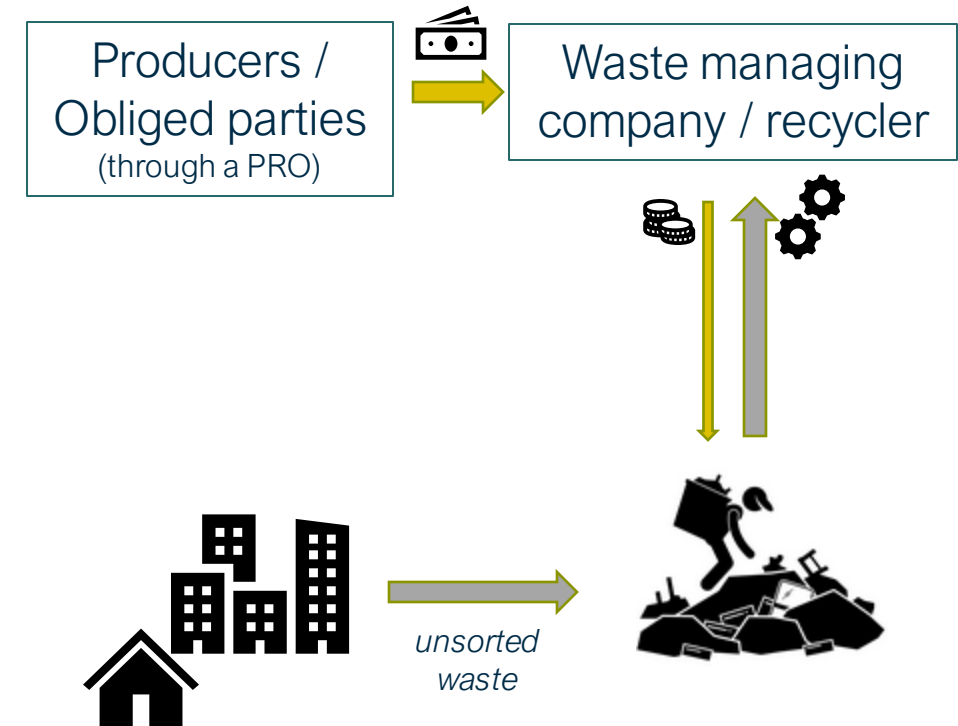 Producers /
Obliged parties
(through a PRO)
Waste managing
company / recycler
unsorted
waste